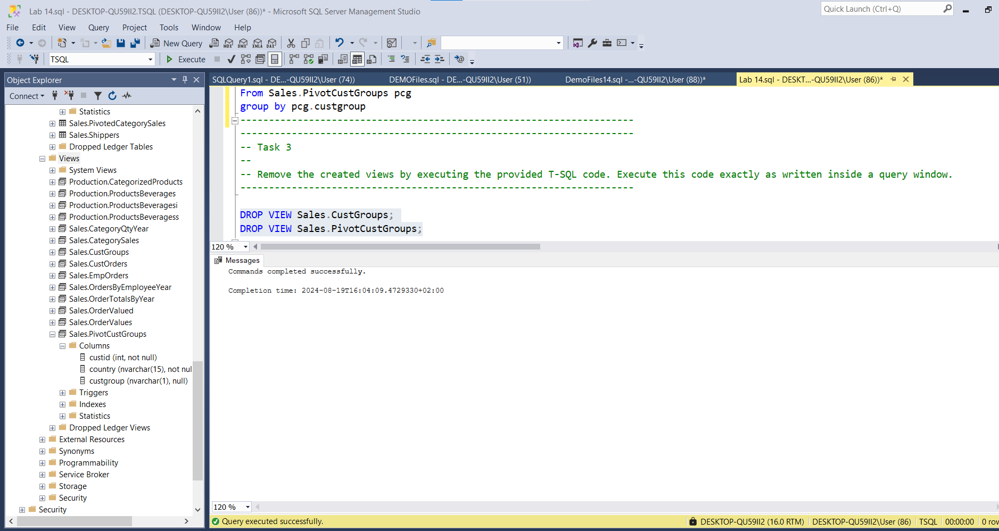 Lab 14.sql - DESKTOP-QU59II2.TSQL (DESKTOP-QU59II2\User (86))* - Microsoft SQL Server Management Studio
Quick Launch (Ctrl+Q)
File Edit View Query Project Tools Window Help
New Query MDX DMX XMLA DAX
TSQL Execute
Object Explorer
Connect
Statistics
Sales.PivotedCategorySales
Sales.Shippers
Dropped Ledger Tables
Views
System Views
Production.CategorizedProducts
Production.ProductsBeverages
Production.ProductsBeveragesi
Production.ProductsBeveragess
Sales.CategoryQtyYear
Sales.CategorySales
Sales.CustGroups
Sales.CustOrders
Sales.EmpOrders
Sales.OrdersByEmployeeYear
Sales.OrderTotalsByYear
Sales.OrderValued
Sales.OrderValues
Sales.PivotCustGroups
Columns
custid (int, not null)
country (nvarchar(15), not nul
custgroup (nvarchar(1), null)
Triggers
Indexes
Statistics
Dropped Ledger Views
External Resources
Synonyms
Programmability
Service Broker
Storage
Security
Security
SQLQuery1.sql - DE...-QU59II2\User (74)) DEMOFiles.sql - DE...-QU59II2\User (51)) DemoFiles14.sql -...-QU59II2\User (88))* Lab 14.sql - DESKT...-QU59II2\User (86))*
From Sales.PivotCustGroups pcg
group by pcg.custgroup
---------------------------------------------------------------------
---------------------------------------------------------------------
-- Task 3
--
-- Remove the created views by executing the provided T-SQL code. Execute this code exactly as written inside a query window.
---------------------------------------------------------------------
DROP VIEW Sales.CustGroups;
DROP VIEW Sales.PivotCustGroups;
120 %
Messages
Commands completed successfully.
Completion time: 2024-08-19T16:04:09.4729330+02:00
120 %
Query executed successfully. DESKTOP-QU59II2 (16.0 RTM) DESKTOP-QU59II2\User (86) TSQL 00:00:00 0 rov